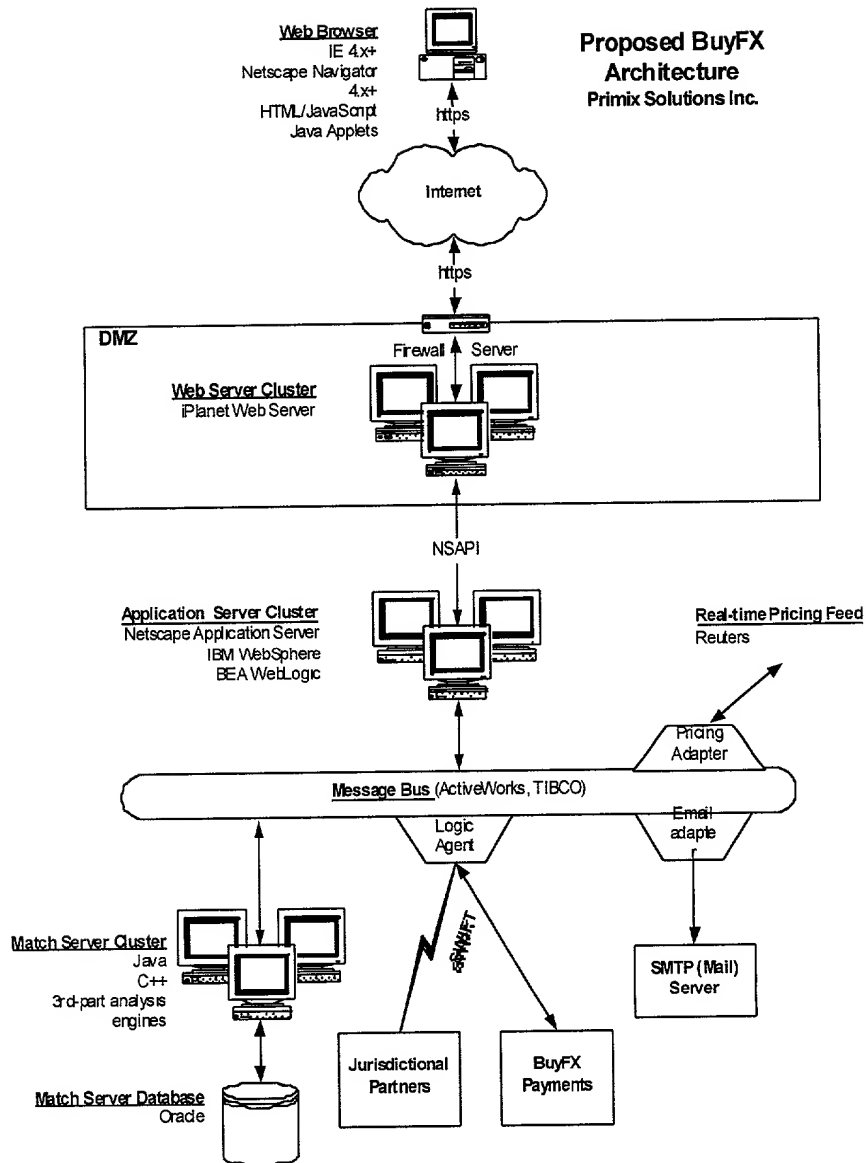 Proposed BuyFX
Architecture
Primix Solutions Inc.
Web Browser
IE 4.x+
Netscape Navigator
4.x+
HTML/JavaScript
Java Applets
https
Internet
https
DMZ
Firewall Server
Web Server Cluster
iPlanet Web Server
NSAPI
Application Server Cluster
Netscape Application Server
IBM WebSphere
BEA WebLogic
Real-time Pricing Feed
Reuters
Pricing
Adapter
Message Bus (ActiveWorks, TIBCO)
Logic
Agent
Email
adapte
r
Match Server Cluster
Java
C++
3rd-part analysis
engines
SMTP (Mail)
Server
Jurisdictional
Partners
BuyFX
Payments
Match Server Database
Oracle